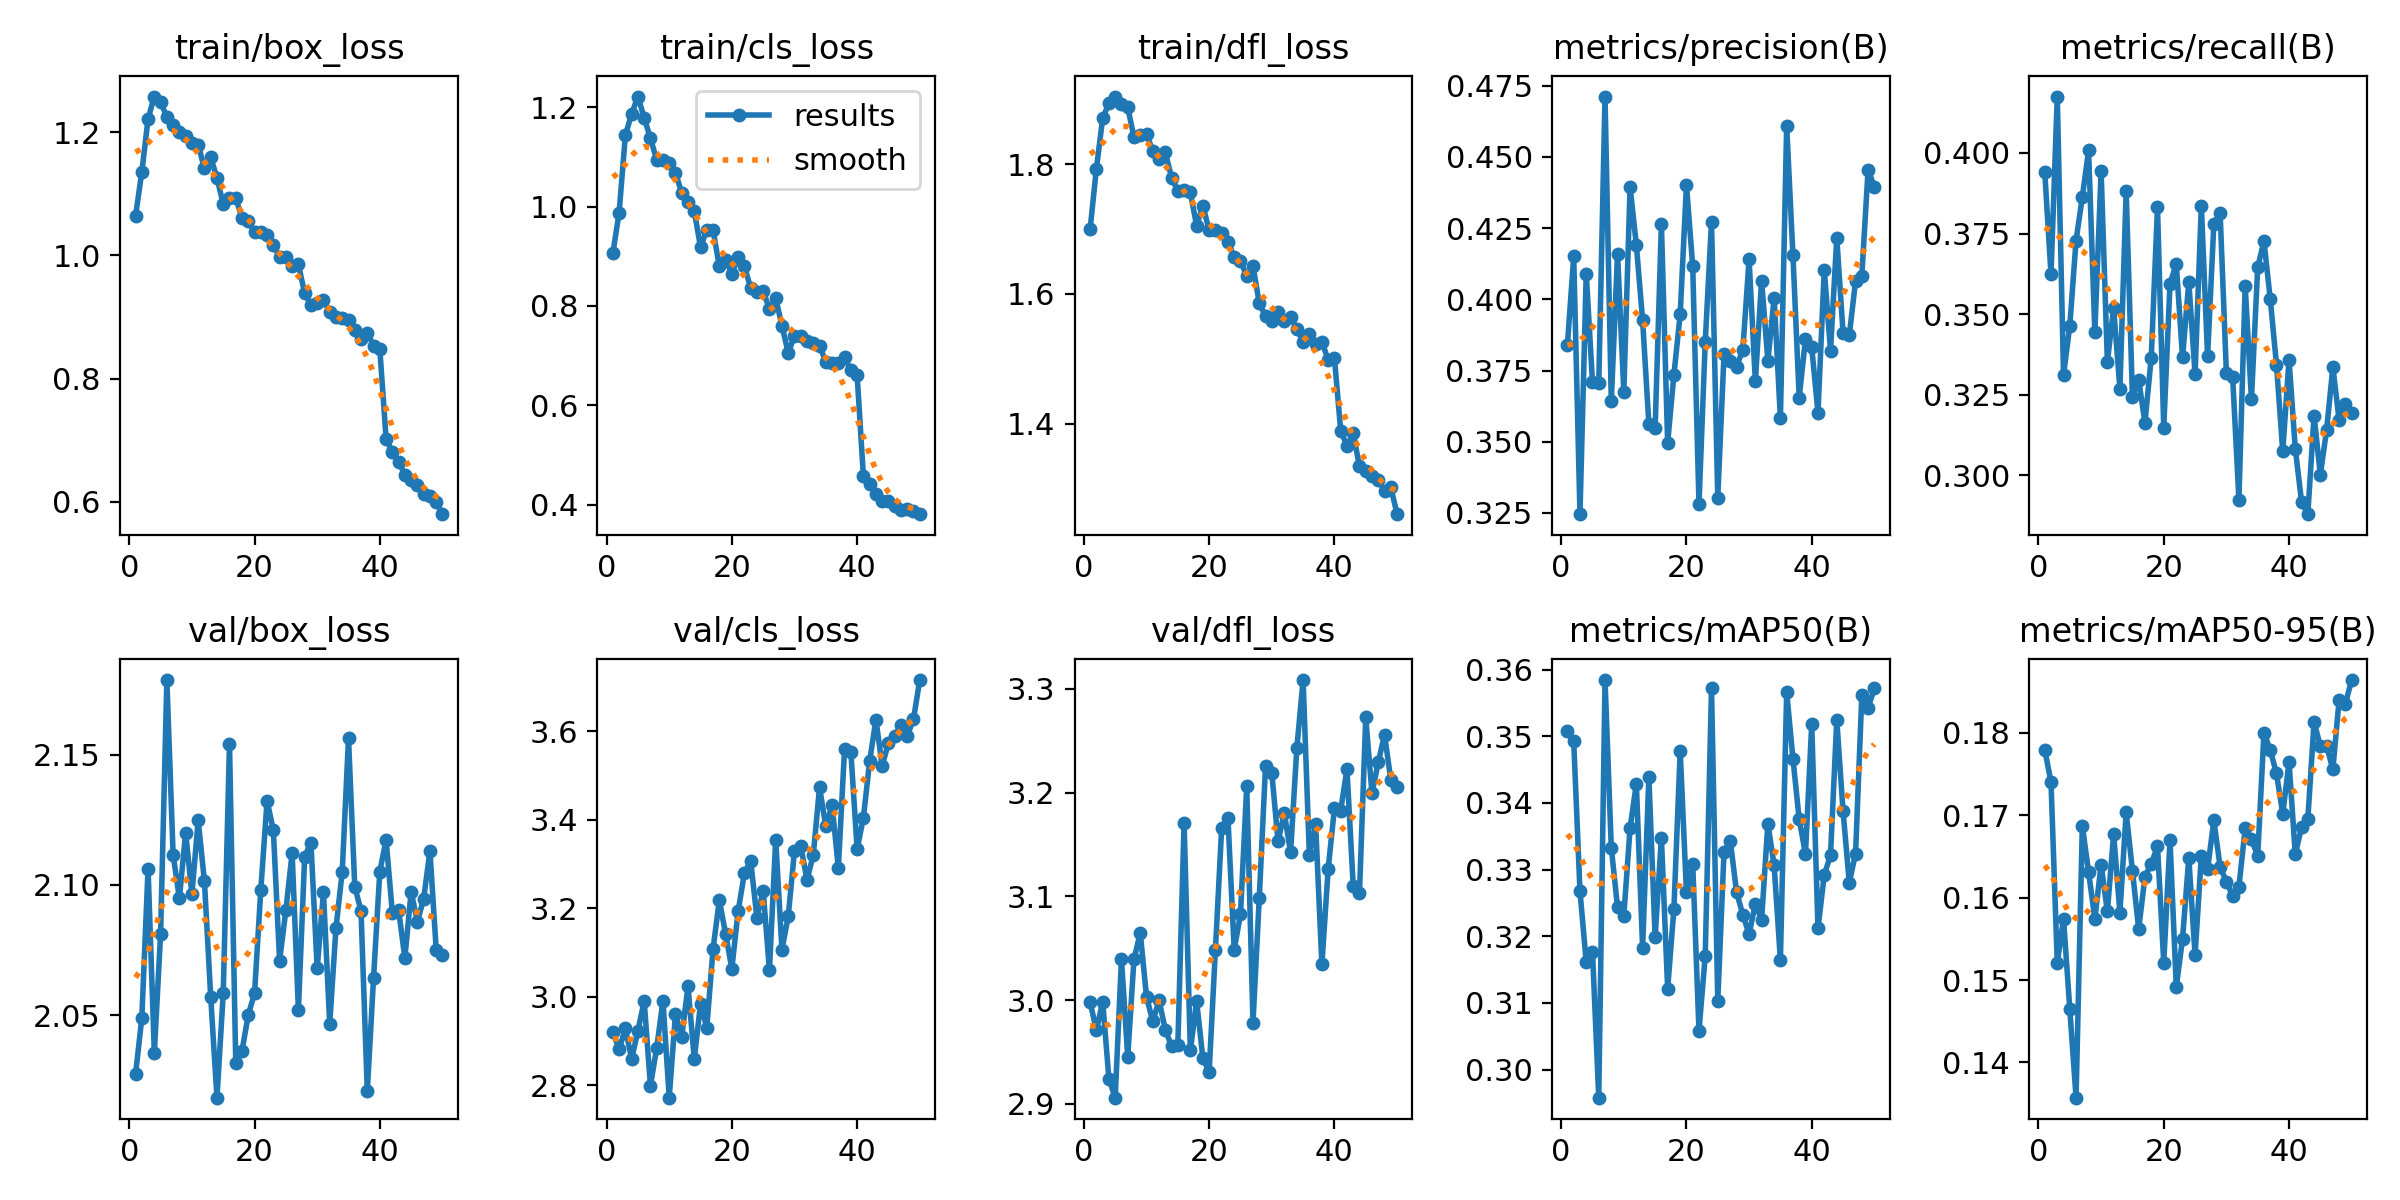 train/box_loss
1.2
1.0
0.8
0.6
0 20 40
train/cls_loss
results
smooth
1.2
1.0
0.8
0.6
0.4
0 20 40
train/dfl_loss
1.8
1.6
1.4
0 20 40
metrics/precision(B)
0.475
0.450
0.425
0.400
0.375
0.350
0.325
0 20 40
metrics/recall(B)
0.400
0.375
0.350
0.325
0.300
0 20 40
val/box_loss
2.15
2.10
2.05
0 20 40
val/cls_loss
3.6
3.4
3.2
3.0
2.8
0 20 40
val/dfl_loss
3.3
3.2
3.1
3.0
2.9
0 20 40
metrics/mAP50(B)
0.36
0.35
0.34
0.33
0.32
0.31
0.30
0 20 40
metrics/mAP50-95(B)
0.18
0.17
0.16
0.15
0.14
0 20 40